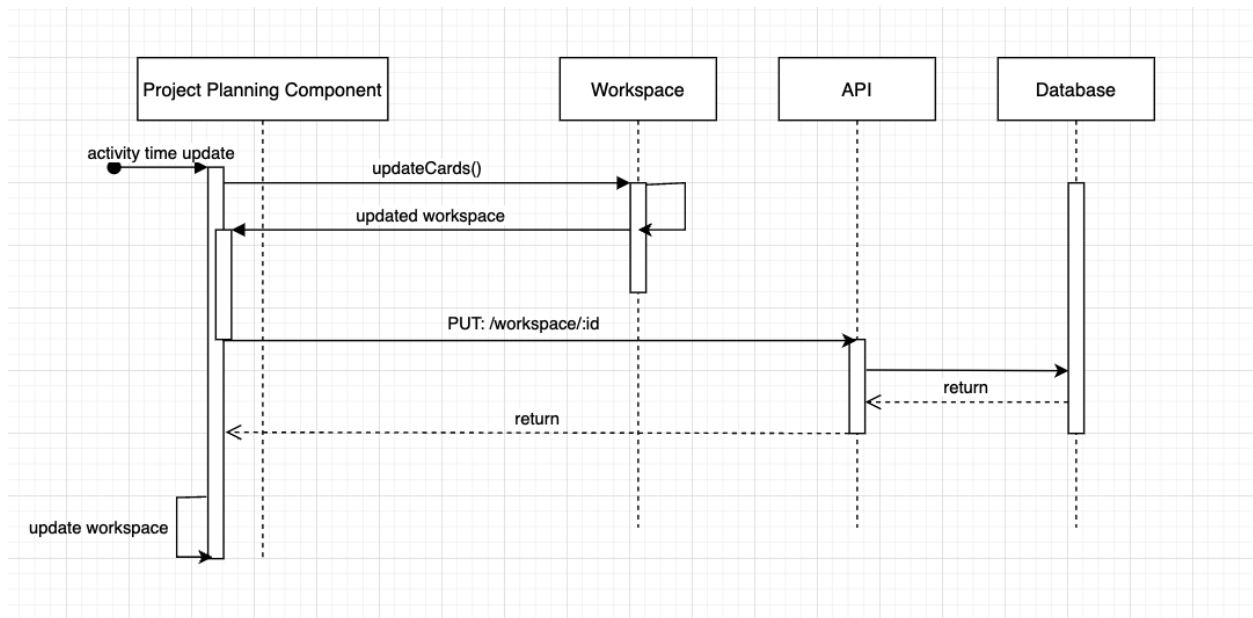 Project Planning Component
Workspace
API
Database
activity time update
updateCards()
updated workspace
PUT: /workspace/:id
return
return
update workspace